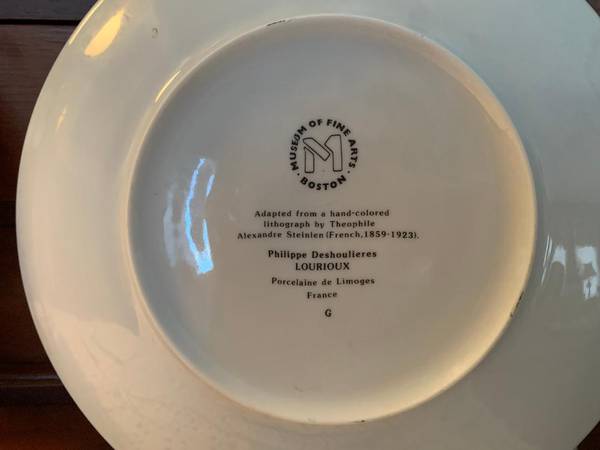 MUSEUM OF FINE ARTS
· BOSTON ·
M
Adapted from a hand-colored
lithograph by Theophile
Alexandre Steinlen (French, 1859-1923).
Philippe Deshoulieres
LOURIOUX
Porcelaine de Limoges
France
G